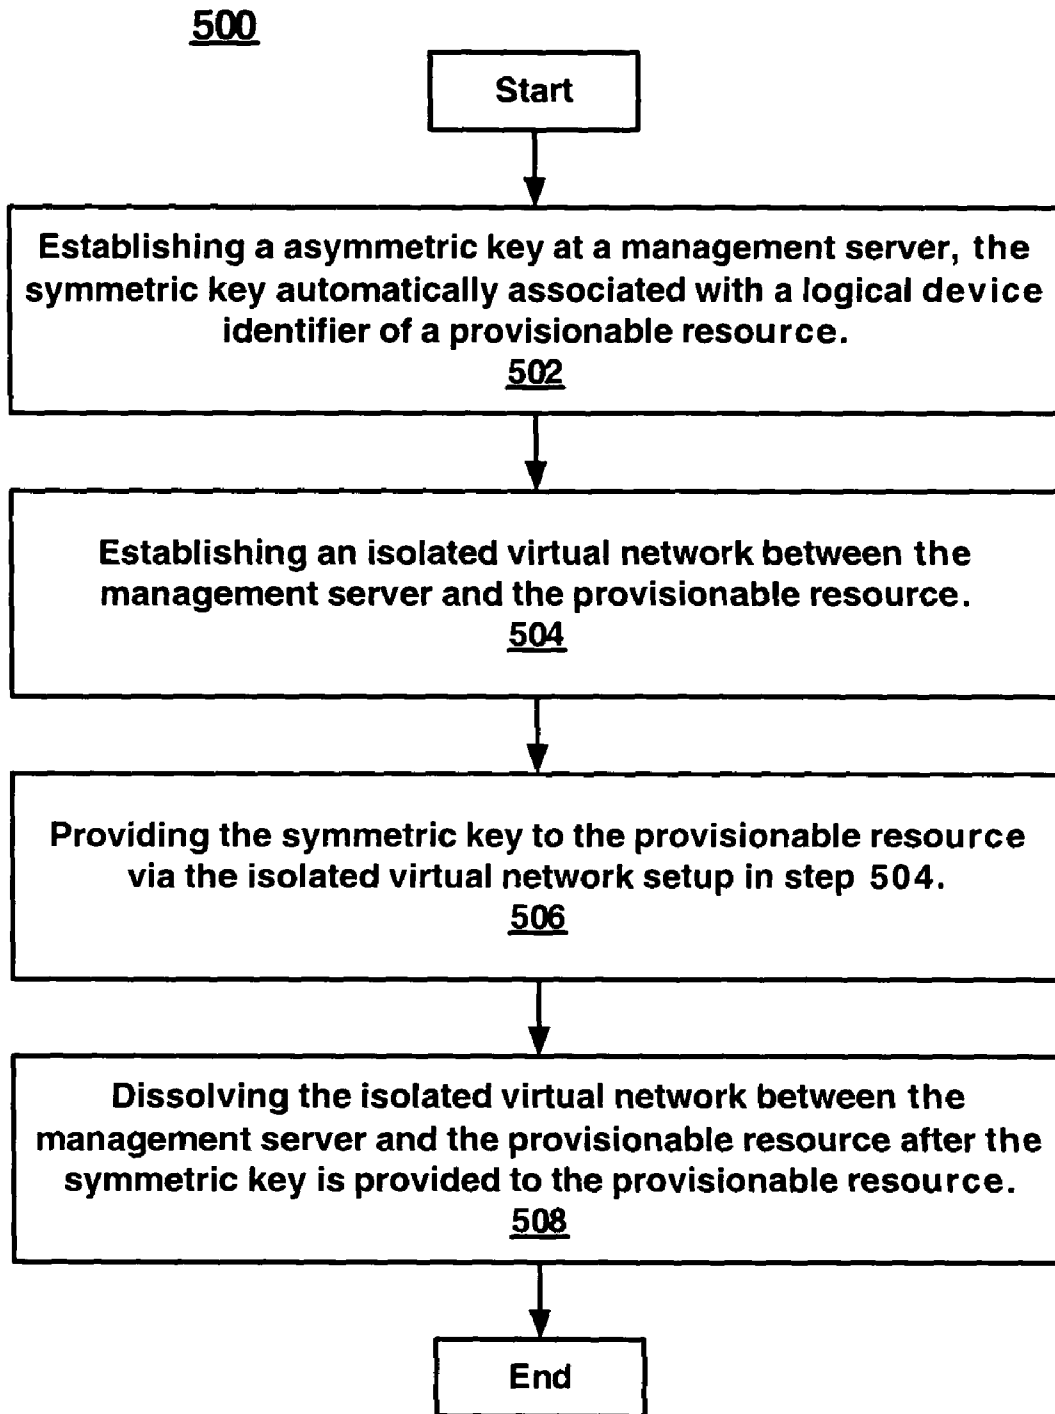 500
Start
Establishing a asymmetric key at a management server, the
symmetric key automatically associated with a logical device
identifier of a provisionable resource.
502
Establishing an isolated virtual network between the
management server and the provisionable resource.
504
Providing the symmetric key to the provisionable resource
via the isolated virtual network setup in step 504.
506
Dissolving the isolated virtual network between the
management server and the provisionable resource after the
symmetric key is provided to the provisionable resource.
508
End